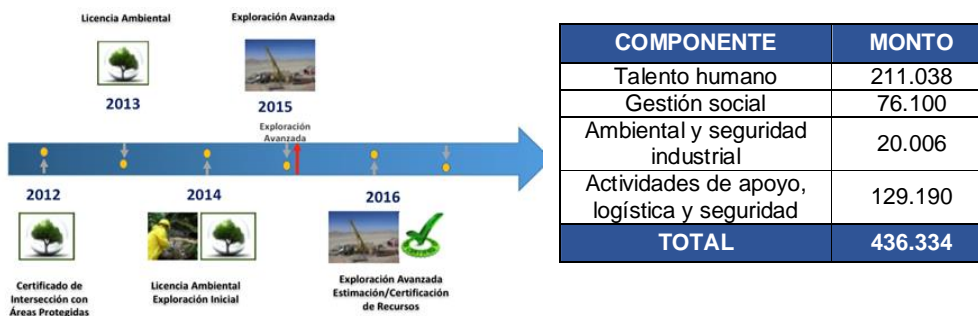 Licencia Ambiental
Exploración Avanzada
2013
2015
Exploración
Avanzada
2012
2014
2016
Certificado de
Intersección con
Áreas Protegidas
Licencia Ambiental
Exploración Inicial
Exploración Avanzada
Estimación/Certificación
de Recursos
COMPONENTE MONTO
Talento humano 211.038
Gestión social 76.100
Ambiental y seguridad
industrial 20.006
Actividades de apoyo,
logística y seguridad 129.190
TOTAL 436.334